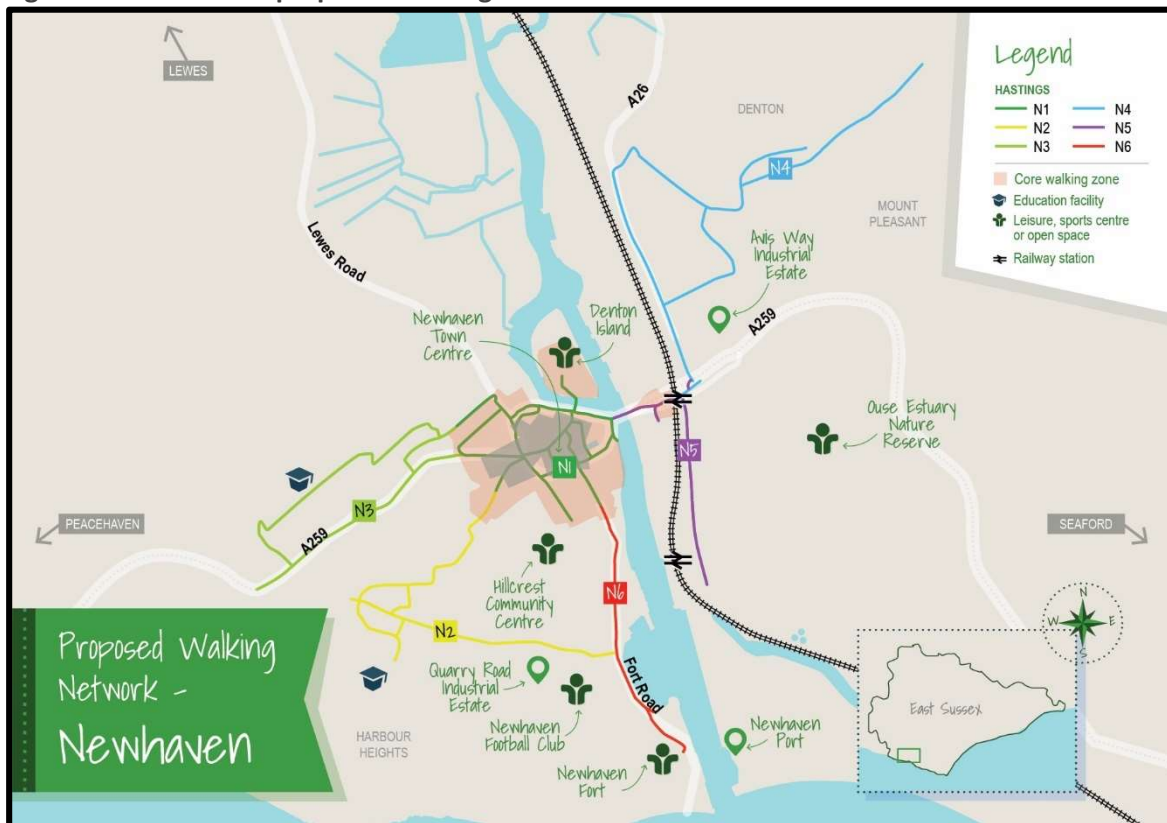 LEWES
A26
DENTON
N4
MOUNT
PLEASANT
Legend
HASTINGS
N1
N4
N2
N5
N3
N6
Core walking zone
Education facility
Leisure, sports centre
or open space
Railway station
Lewes Road
Newhaven
Town
Centre
Denton
Island
Avis Way
Industrial
Estate
A259
Ouse Estuary
Nature
Reserve
N1
N5
N3
A259
PEACEHAVEN
SEAFORD
Hillcrest
Community
Centre
N6
N2
Quarry Road
Industrial
Estate
Newhaven
Football Club
Fort Road
HARBOUR
HEIGHTS
Newhaven
Fort
Newhaven
Port
Proposed Walking
Network -
Newhaven
N
W
E
S
East Sussex